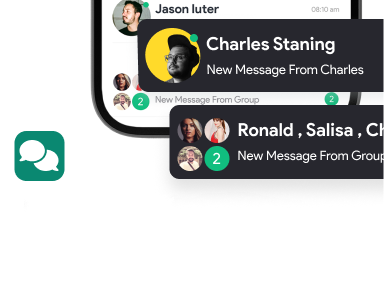 Jason luter
08:10 am
Charles Staning
New Message From Charles
2
New Message From Group
2
Ronald , Salisa , Ch
2
New Message From Group